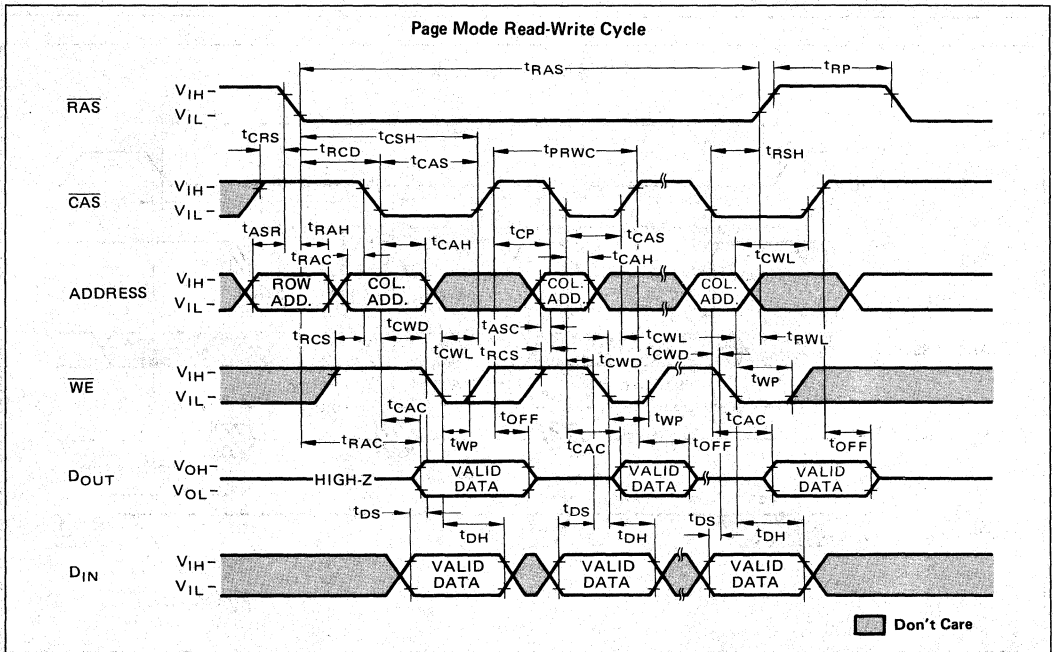 Page Mode Read-Write Cycle
tRAS
tRP
RAS
VIH-
VIL-
tCRS
tCSH
tRCD
tCAS
tPRWC
tRSH
CAS
VIH-
VIL-
tASR
tRAH
tRAC
tCAH
tCP
tCAS
tCAH
tCWL
ADDRESS
VIH-
VIL-
ROW ADD.
COL. ADD.
COL. ADD.
COL. ADD.
tRCS
tCWD
tCWL
tASC
tRCS
tCWD
tCWL
tCWD
tRWL
WE
VIH-
VIL-
tCAC
tRAC
tWP
tOFF
tCAC
tWP
tOFF
tCAC
tWP
tOFF
DOUT
VOH-
VOL-
HIGH-Z
VALID DATA
VALID DATA
VALID DATA
tDS
tDH
tDS
tDH
tDS
tDH
DIN
VIH-
VIL-
VALID DATA
VALID DATA
VALID DATA
Don't Care